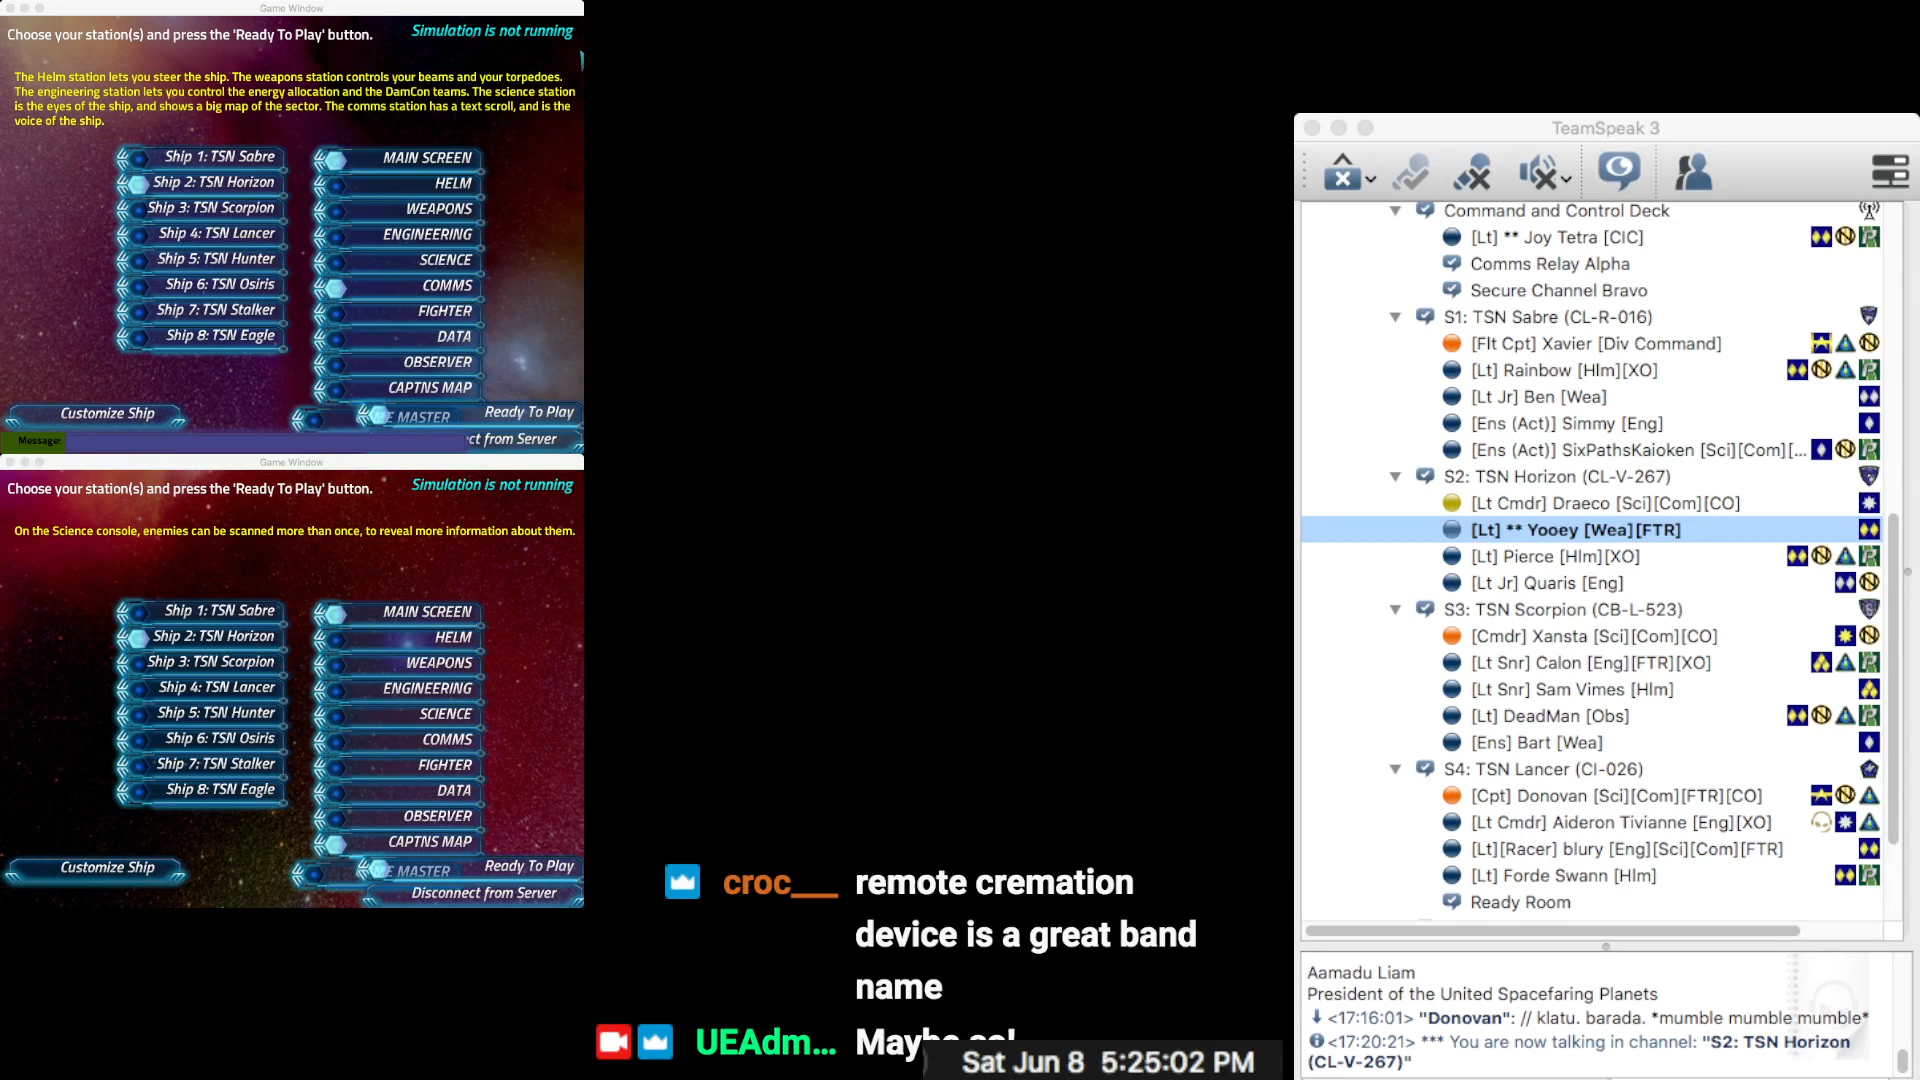 Game Window
Choose your station(s) and press the 'Ready To Play' button.
Simulation is not running
The Helm station lets you steer the ship. The weapons station controls your beams and your torpedoes.
The engineering station lets you control the energy allocation and the DamCon teams. The science station
is the eyes of the ship, and shows a big map of the sector. The comms station has a text scroll, and is the
voice of the ship.
Ship 1: TSN Sabre
Ship 2: TSN Horizon
Ship 3: TSN Scorpion
Ship 4: TSN Lancer
Ship 5: TSN Hunter
Ship 6: TSN Osiris
Ship 7: TSN Stalker
Ship 8: TSN Eagle
MAIN SCREEN
HELM
WEAPONS
ENGINEERING
SCIENCE
COMMS
FIGHTER
DATA
OBSERVER
CAPTNS MAP
Customize Ship
E MASTER
Ready To Play
Message:
ct from Server
Game Window
Choose your station(s) and press the 'Ready To Play' button.
Simulation is not running
On the Science console, enemies can be scanned more than once, to reveal more information about them.
Ship 1: TSN Sabre
Ship 2: TSN Horizon
Ship 3: TSN Scorpion
Ship 4: TSN Lancer
Ship 5: TSN Hunter
Ship 6: TSN Osiris
Ship 7: TSN Stalker
Ship 8: TSN Eagle
MAIN SCREEN
HELM
WEAPONS
ENGINEERING
SCIENCE
COMMS
FIGHTER
DATA
OBSERVER
CAPTNS MAP
Customize Ship
E MASTER
Ready To Play
Disconnect from Server
croc___ remote cremation
device is a great band
name
UEAdm... Maybe so!
Sat Jun 8 5:25:02 PM
TeamSpeak 3
Command and Control Deck
[Lt] ** Joy Tetra [CIC]
Comms Relay Alpha
Secure Channel Bravo
S1: TSN Sabre (CL-R-016)
[Flt Cpt] Xavier [Div Command]
[Lt] Rainbow [Hlm][XO]
[Lt Jr] Ben [Wea]
[Ens (Act)] Simmy [Eng]
[Ens (Act)] SixPathsKaioken [Sci][Com][...
S2: TSN Horizon (CL-V-267)
[Lt Cmdr] Draeco [Sci][Com][CO]
[Lt] ** Yooey [Wea][FTR]
[Lt] Pierce [Hlm][XO]
[Lt Jr] Quaris [Eng]
S3: TSN Scorpion (CB-L-523)
[Cmdr] Xansta [Sci][Com][CO]
[Lt Snr] Calon [Eng][FTR][XO]
[Lt Snr] Sam Vimes [Hlm]
[Lt] DeadMan [Obs]
[Ens] Bart [Wea]
S4: TSN Lancer (CI-026)
[Cpt] Donovan [Sci][Com][FTR][CO]
[Lt Cmdr] Aideron Tivianne [Eng][XO]
[Lt][Racer] blury [Eng][Sci][Com][FTR]
[Lt] Forde Swann [Hlm]
Ready Room
Aamadu Liam
President of the United Spacefaring Planets
<17:16:01> "Donovan": // klatu. barada. *mumble mumble mumble*
<17:20:21> *** You are now talking in channel: "S2: TSN Horizon
(CL-V-267)"